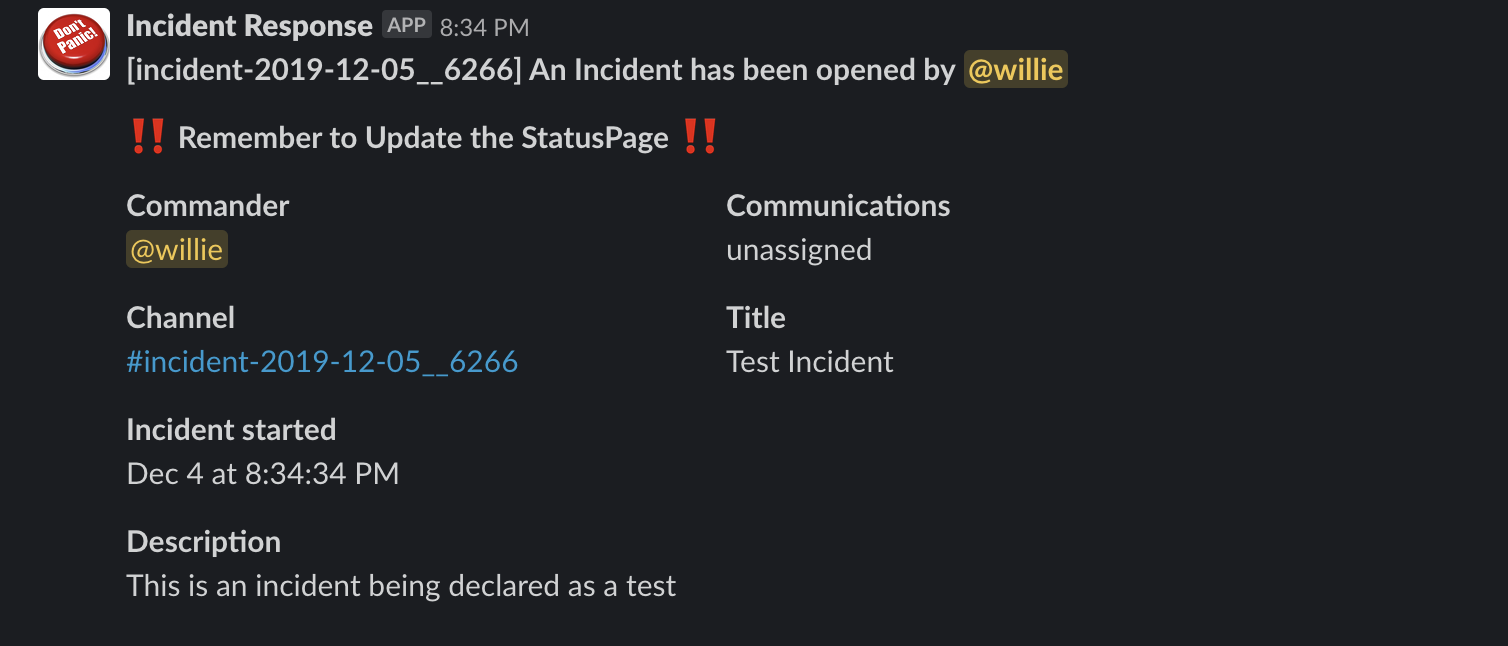 Don't
Panic!
Incident Response APP 8:34 PM
[incident-2019-12-05__6266] An Incident has been opened by @willie
‼️ Remember to Update the StatusPage ‼️
Commander
@willie
Communications
unassigned
Channel
#incident-2019-12-05__6266
Title
Test Incident
Incident started
Dec 4 at 8:34:34 PM
Description
This is an incident being declared as a test